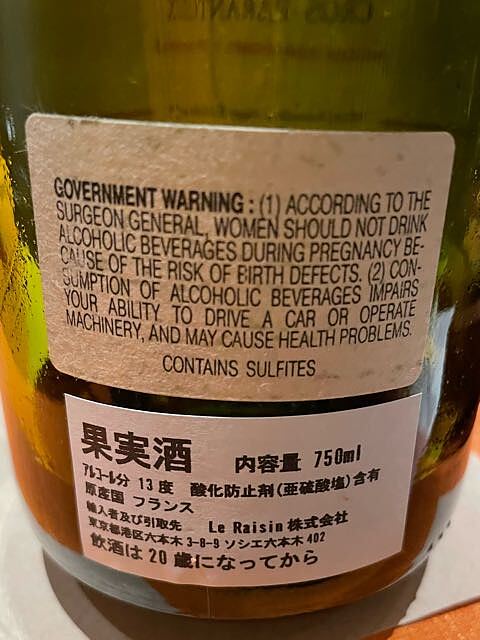 GOVERNMENT WARNING : (1) ACCORDING TO THE
SURGEON GENERAL, WOMEN SHOULD NOT DRINK
ALCOHOLIC BEVERAGES DURING PREGNANCY BE-
CAUSE OF THE RISK OF BIRTH DEFECTS. (2) CON-
SUMPTION OF ALCOHOLIC BEVERAGES IMPAIRS
YOUR ABILITY TO DRIVE A CAR OR OPERATE
MACHINERY, AND MAY CAUSE HEALTH PROBLEMS.
CONTAINS SULFITES
果実酒 内容量 750ml
アルコール分 13度 酸化防止剤(亜硫酸塩)含有
原産国 フランス
輸入者及び引取先 Le Raisin 株式会社
東京都港区六本木 3-8-9 ソシエ六本木 402
飲酒は 20 歳になってから